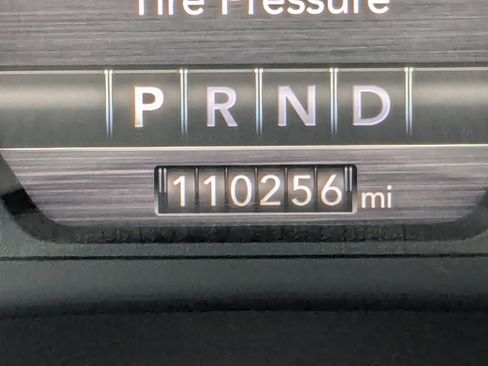 Tire Pressure
P R N D
110256 mi